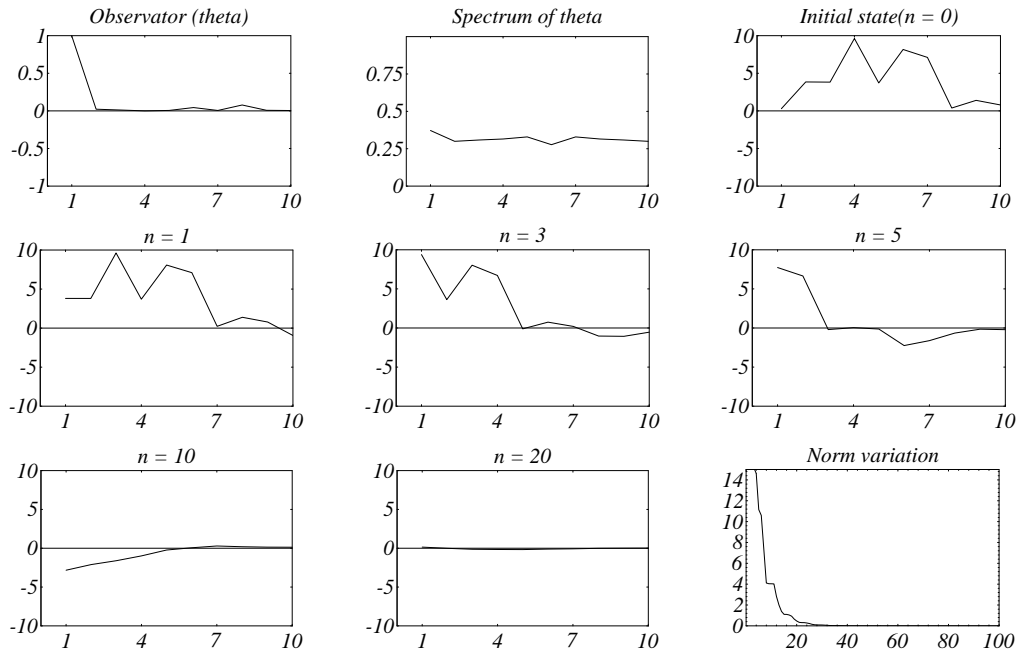 Observator (theta)
1
0.5
0
-0.5
-1
1 4 7 10
Spectrum of theta
0.75
0.5
0.25
0
1 4 7 10
Initial state(n = 0)
10
5
0
-5
-10
1 4 7 10
n = 1
10
5
0
-5
-10
1 4 7 10
n = 3
10
5
0
-5
-10
1 4 7 10
n = 5
10
5
0
-5
-10
1 4 7 10
n = 10
10
5
0
-5
-10
1 4 7 10
n = 20
10
5
0
-5
-10
1 4 7 10
Norm variation
14
12
10
8
6
4
2
0
20 40 60 80 100